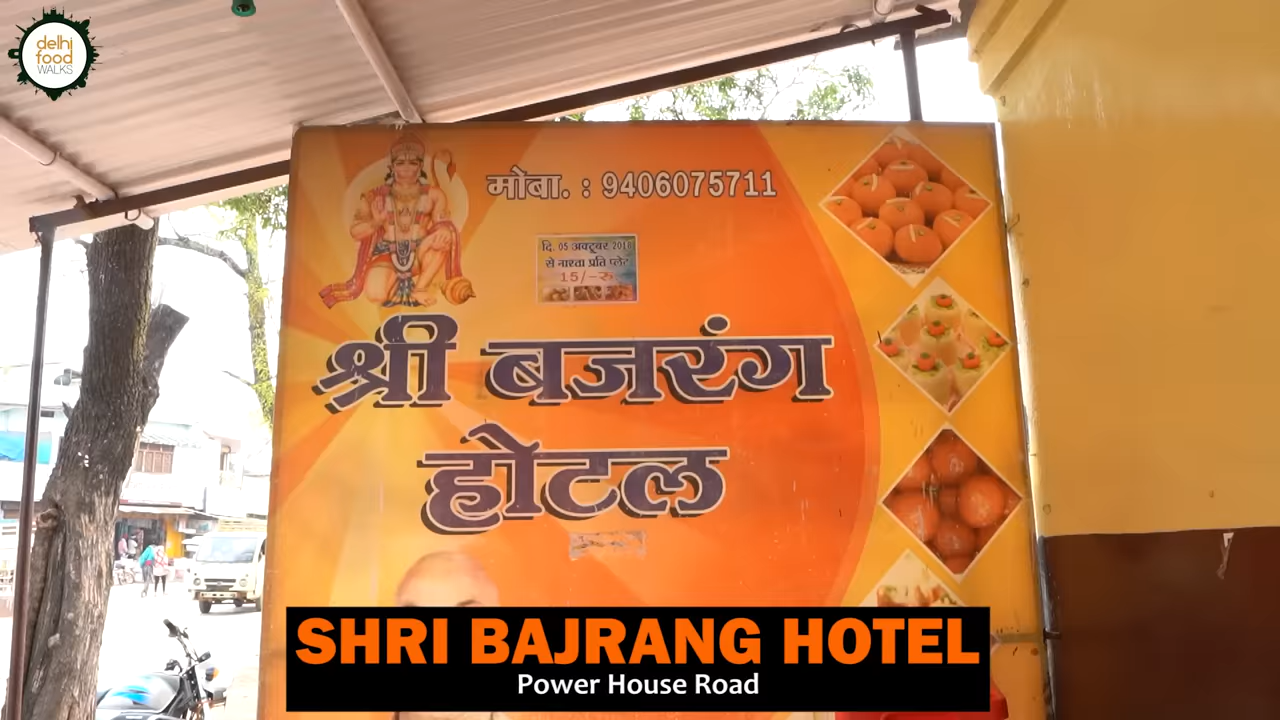 delhi
food
WALKS
मोबा. : 9406075711
दि. 05 अक्टूबर 2018
से नाश्ता प्रति प्लेट
15/-रु
श्री बजरंग
होटल
SHRI BAJRANG HOTEL
Power House Road